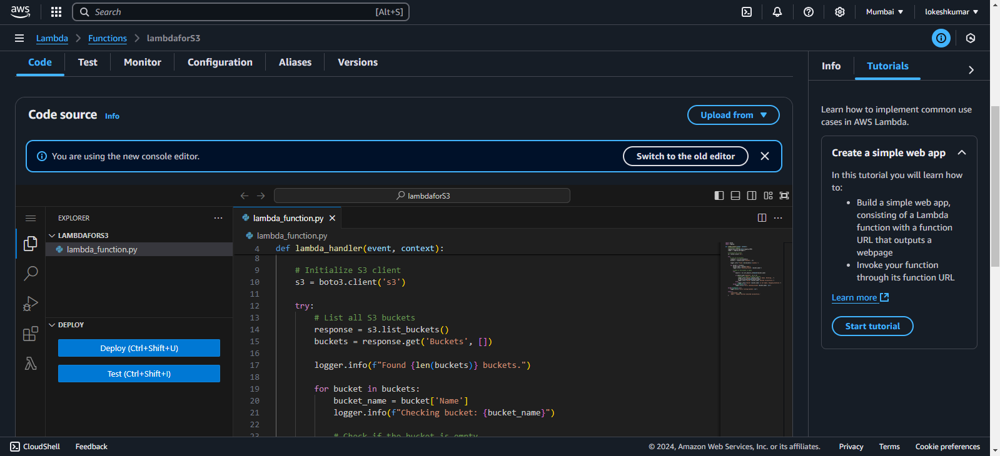 aws
Search [Alt+S]
Mumbai
lokeshkumar
Lambda > Functions > lambdaforS3
Code Test Monitor Configuration Aliases Versions
Info Tutorials
Code source Info
Upload from
You are using the new console editor.
Switch to the old editor
lambdaforS3
EXPLORER
LAMBDAFORS3
lambda_function.py
DEPLOY
Deploy (Ctrl+Shift+U)
Test (Ctrl+Shift+I)
lambda_function.py
lambda_function.py
4 def lambda_handler(event, context):
8
9 # Initialize S3 client
10 s3 = boto3.client('s3')
11
12 try:
13 # List all S3 buckets
14 response = s3.list_buckets()
15 buckets = response.get('Buckets', [])
16
17 logger.info(f"Found {len(buckets)} buckets.")
18
19 for bucket in buckets:
20 bucket_name = bucket['Name']
21 logger.info(f"Checking bucket: {bucket_name}")
22
23 # Check if the bucket is empty
Learn how to implement common use
cases in AWS Lambda.
Create a simple web app
In this tutorial you will learn how
to:
• Build a simple web app,
consisting of a Lambda
function with a function
URL that outputs a
webpage
• Invoke your function
through its function URL
Learn more
Start tutorial
CloudShell Feedback
© 2024, Amazon Web Services, Inc. or its affiliates. Privacy Terms Cookie preferences